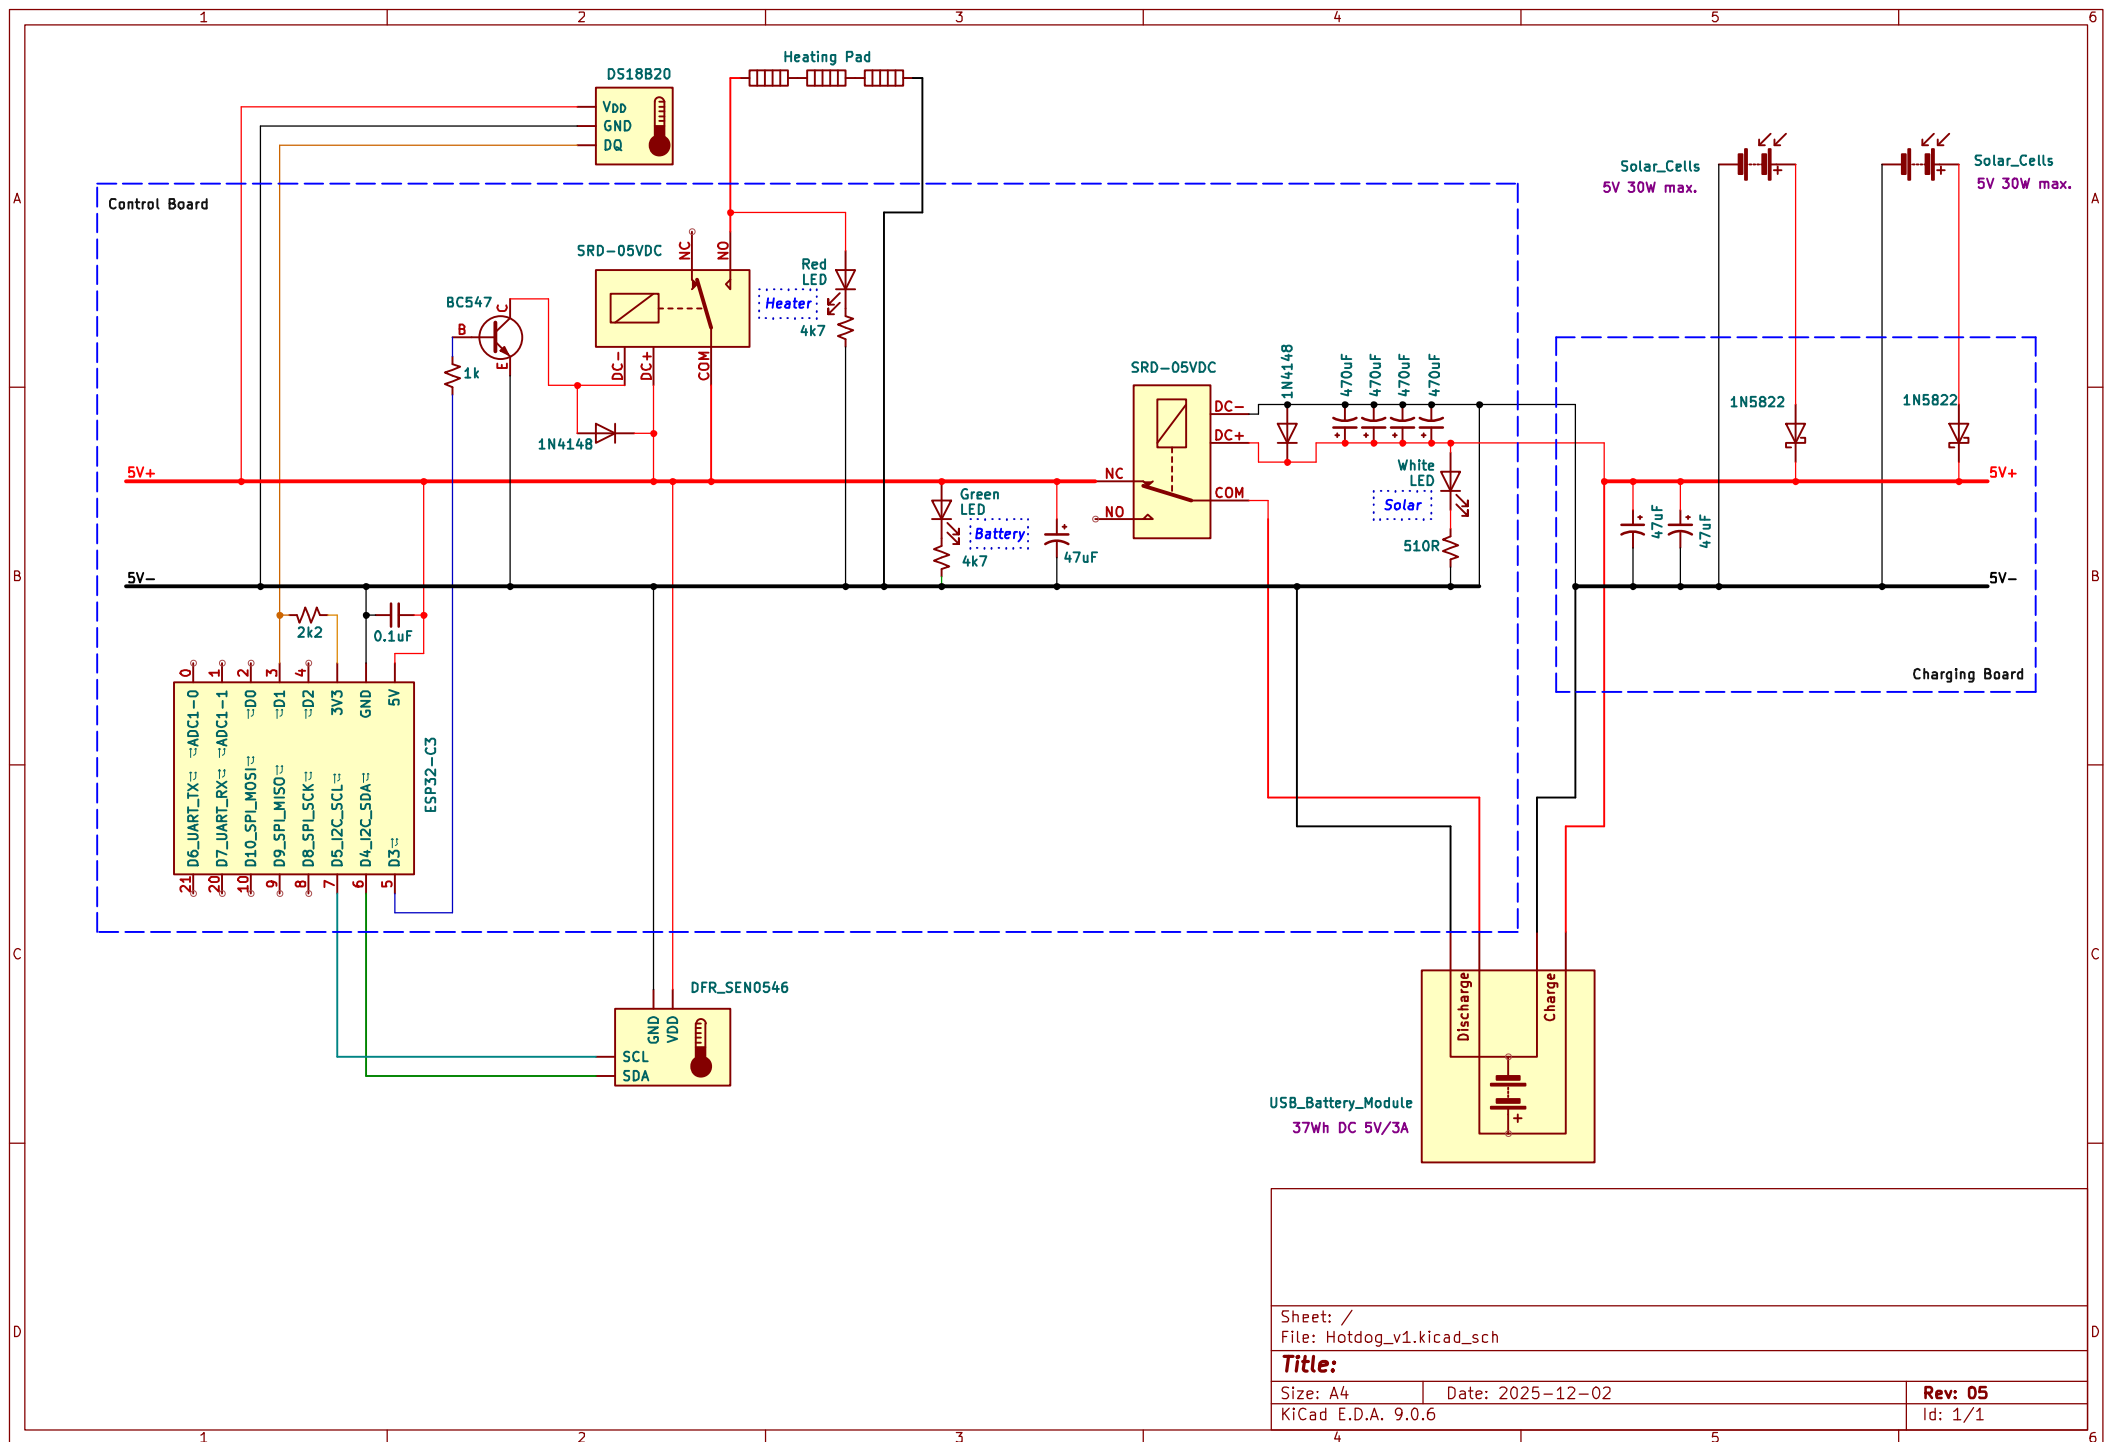 1 2 3 4 5 6
Heating Pad
DS18B20
VDD
GND
DQ
Solar_Cells
5V 30W max.
Solar_Cells
5V 30W max.
A
A
Control Board
SRD-05VDC
NC
NO
Red
LED
Heater
4k7
BC547
C
B
E
1k
DC-
DC+
COM
1N4148
SRD-05VDC
DC-
DC+
NC
COM
NO
1N4148
470uF
470uF
470uF
470uF
White
LED
Solar
510R
1N5822
1N5822
5V+
5V+
Green
LED
Battery
4k7
47uF
47uF
47uF
B
B
5V-
5V-
2k2
0.1uF
Charging Board
0 1 2 3 4
ADC1-0
ADC1-1
D0
D1
D2
3V3
GND
5V
ESP32-C3
D6_UART_TX
D7_UART_RX
D10_SPI_MOSI
D9_SPI_MISO
D8_SPI_SCK
D5_I2C_SCL
D4_I2C_SDA
D3
21 20 10 9 8 7 6 5
C
C
DFR_SEN0546
GND
VDD
SCL
SDA
Discharge
Charge
USB_Battery_Module
37Wh DC 5V/3A
+
Sheet: /
File: Hotdog_v1.kicad_sch
D
D
Title:
Size: A4
Date: 2025-12-02
Rev: 05
KiCad E.D.A. 9.0.6
Id: 1/1
1 2 3 4 5 6